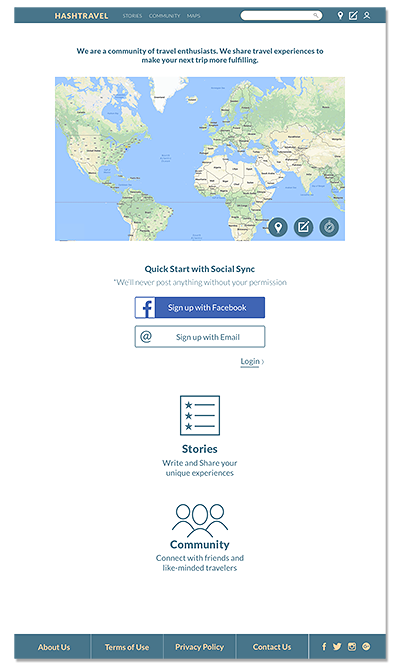 HASHTRAVEL STORIES COMMUNITY MAPS
We are a community of travel enthusiasts. We share travel experiences to
make your next trip more fulfilling.
Quick Start with Social Sync
*We'll never post anything without your permission
f Sign up with Facebook
@ Sign up with Email
Login ›
Stories
Write and Share your
unique experiences
Community
Connect with friends and
like-minded travelers
About Us Terms of Use Privacy Policy Contact Us